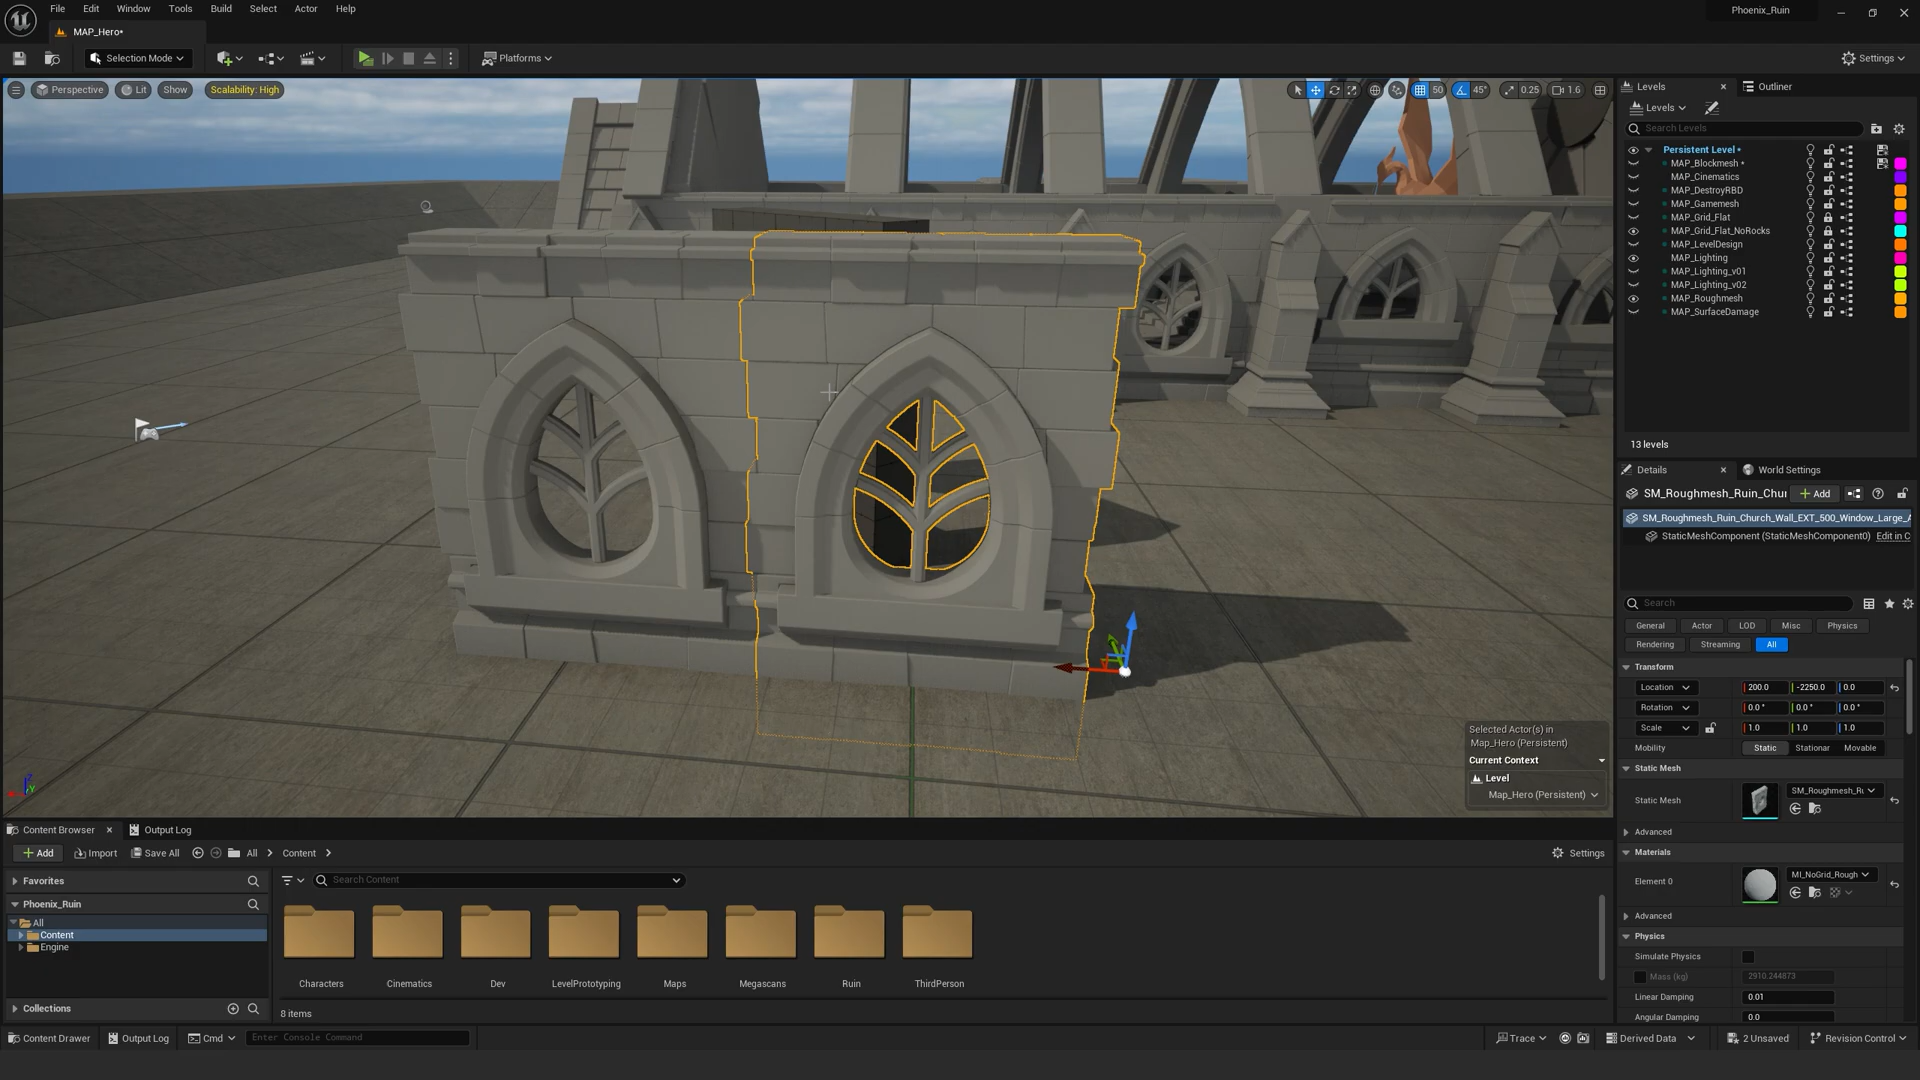 File Edit Window Tools Build Select Actor Help
Phoenix_Ruin
MAP_Hero•
Selection Mode
Platforms
Settings
Perspective Lit Show Scalability: High
50 45° 0.25 1.6
Levels
Outliner
Levels
Search Levels
Persistent Level •
MAP_Blockmesh •
MAP_Cinematics
MAP_DestroyRBD
MAP_Gamemesh
MAP_Grid_Flat
MAP_Grid_Flat_NoRocks
MAP_LevelDesign
MAP_Lighting
MAP_Lighting_v01
MAP_Lighting_v02
MAP_Roughmesh
MAP_SurfaceDamage
13 levels
Details
World Settings
SM_Roughmesh_Ruin_Chur
+ Add
SM_Roughmesh_Ruin_Church_Wall_EXT_500_Window_Large_A
StaticMeshComponent (StaticMeshComponent0) Edit in C
Search
General Actor LOD Misc Physics
Rendering Streaming All
Transform
Location 200.0 -2250.0 0.0
Rotation 0.0 ° 0.0 ° 0.0 °
Scale 1.0 1.0 1.0
Mobility Static Stationar Movable
Static Mesh
Static Mesh SM_Roughmesh_Ru
Advanced
Materials
Element 0 MI_NoGrid_Rough
Advanced
Physics
Simulate Physics
Mass (kg) 2910.244873
Linear Damping 0.01
Angular Damping 0.0
Selected Actor(s) in
Map_Hero (Persistent)
Current Context
Level
Map_Hero (Persistent)
Content Browser
Output Log
+ Add Import Save All All Content
Settings
Favorites
Phoenix_Ruin
All
Content
Engine
Collections
Search Content
Characters Cinematics Dev LevelPrototyping Maps Megascans Ruin ThirdPerson
8 items
Content Drawer Output Log Cmd Enter Console Command
Trace Derived Data 2 Unsaved Revision Control